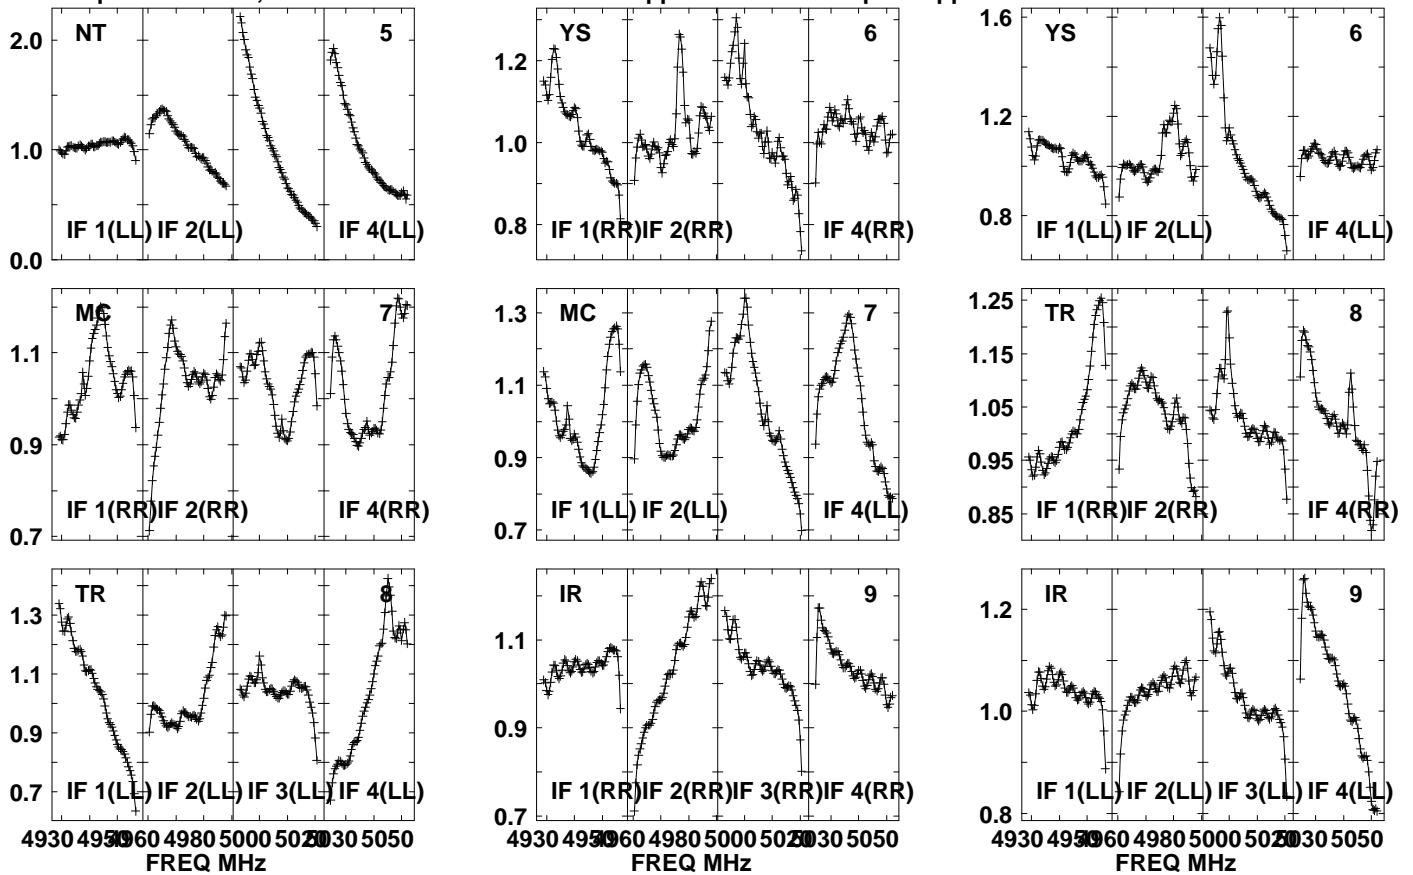 NT 5
2.0
1.0
0.0
IF 1(LL) IF 2(LL) IF 4(LL)
YS 6
1.2
1.0
0.8
IF 1(RR) IF 2(RR) IF 4(RR)
YS 6
1.6
1.2
0.8
IF 1(LL) IF 2(LL) IF 4(LL)
MC 7
1.1
0.9
0.7
IF 1(RR) IF 2(RR) IF 4(RR)
MC 7
1.3
1.1
0.9
0.7
IF 1(LL) IF 2(LL) IF 4(LL)
TR 8
1.25
1.15
1.05
0.95
0.85
IF 1(RR) IF 2(RR) IF 4(RR)
TR 8
1.3
1.1
0.9
0.7
IF 1(LL) IF 2(LL) IF 3(LL) IF 4(LL)
4930 4950 4960 4980 5000 5020 5030 5050
FREQ MHz
IR 9
1.3
1.1
0.9
0.7
IF 1(RR) IF 2(RR) IF 3(RR) IF 4(RR)
4930 4950 4960 4980 5000 5020 5030 5050
FREQ MHz
IR 9
1.2
1.0
0.8
IF 1(LL) IF 2(LL) IF 3(LL) IF 4(LL)
4930 4950 4960 4980 5000 5020 5030 5050
FREQ MHz